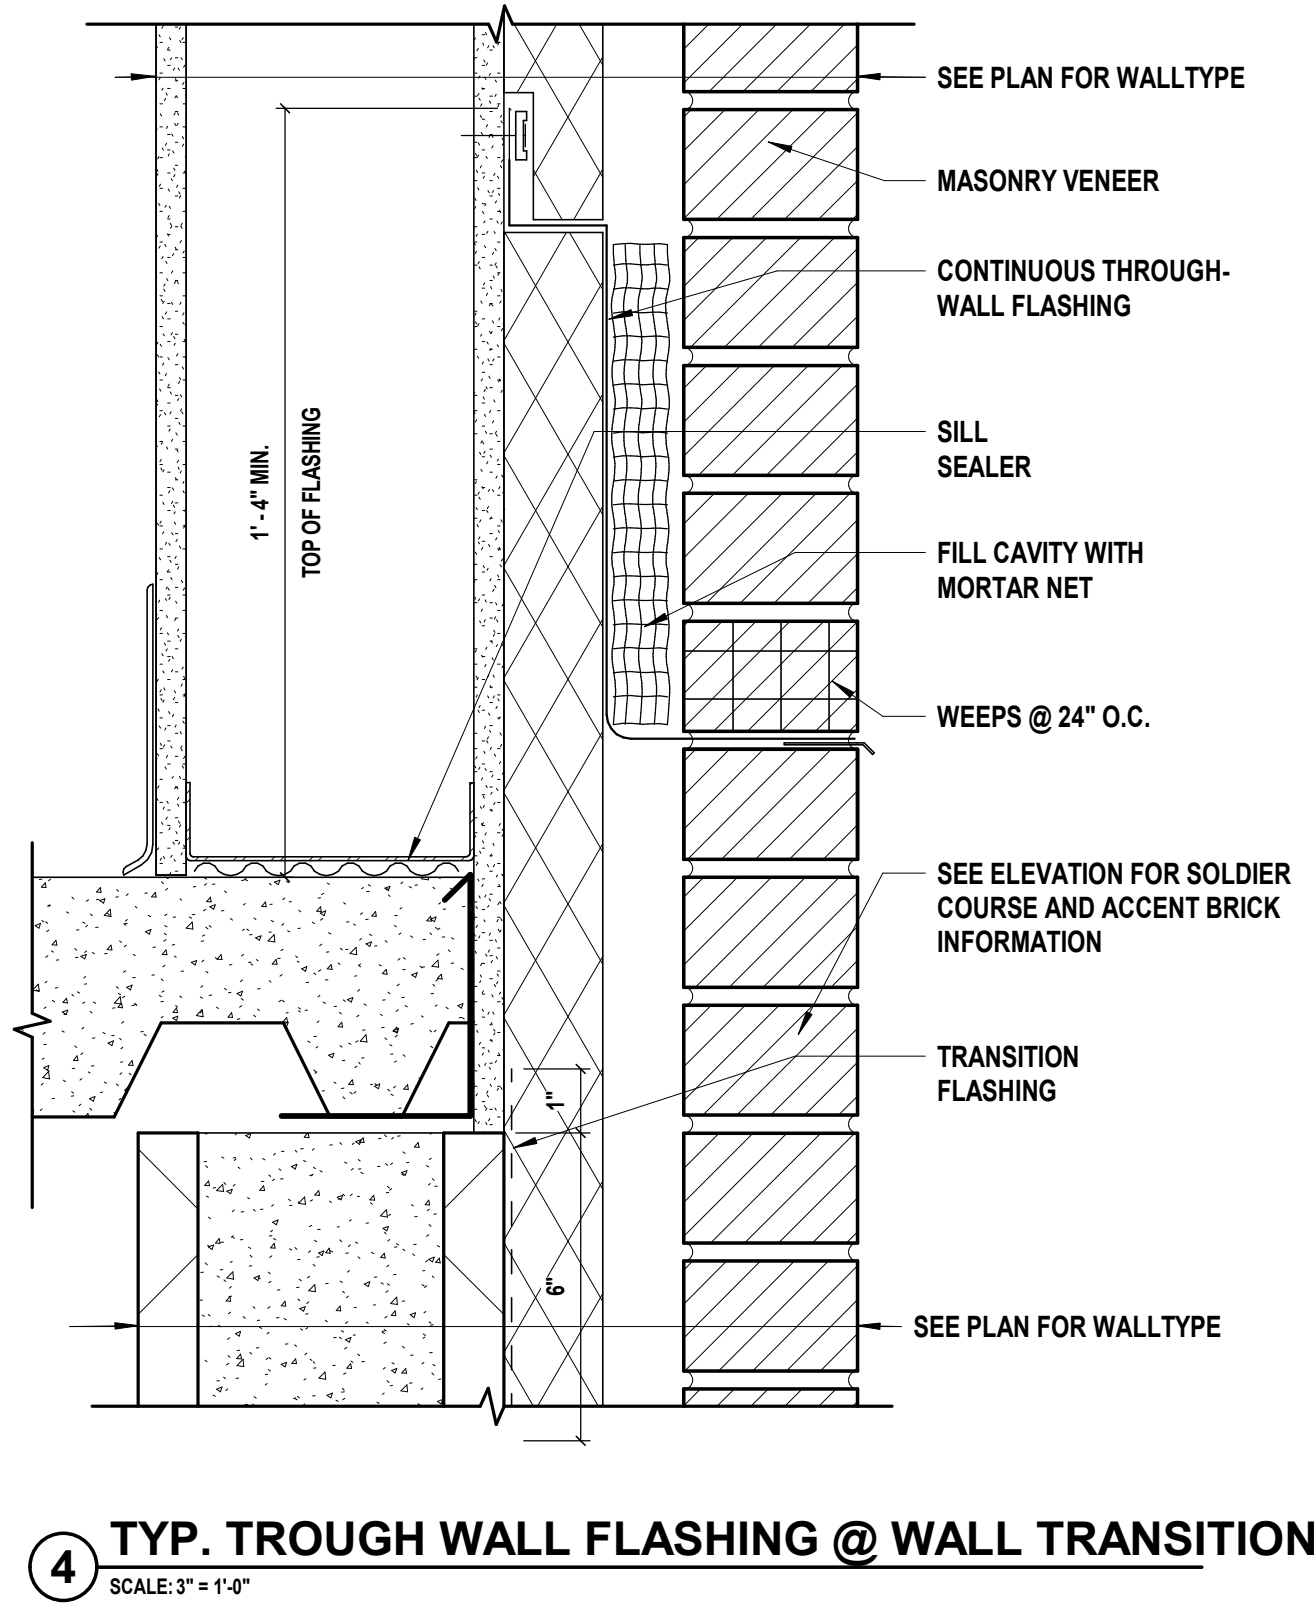 SEE PLAN FOR WALLTYPE
MASONRY VENEER
CONTINUOUS THROUGH-
WALL FLASHING
1' - 4" MIN.
TOP OF FLASHING
SILL
SEALER
FILL CAVITY WITH
MORTAR NET
WEEPS @ 24" O.C.
SEE ELEVATION FOR SOLDIER
COURSE AND ACCENT BRICK
INFORMATION
TRANSITION
FLASHING
1"
6"
SEE PLAN FOR WALLTYPE
4
TYP. TROUGH WALL FLASHING @ WALL TRANSITION
SCALE: 3" = 1'-0"